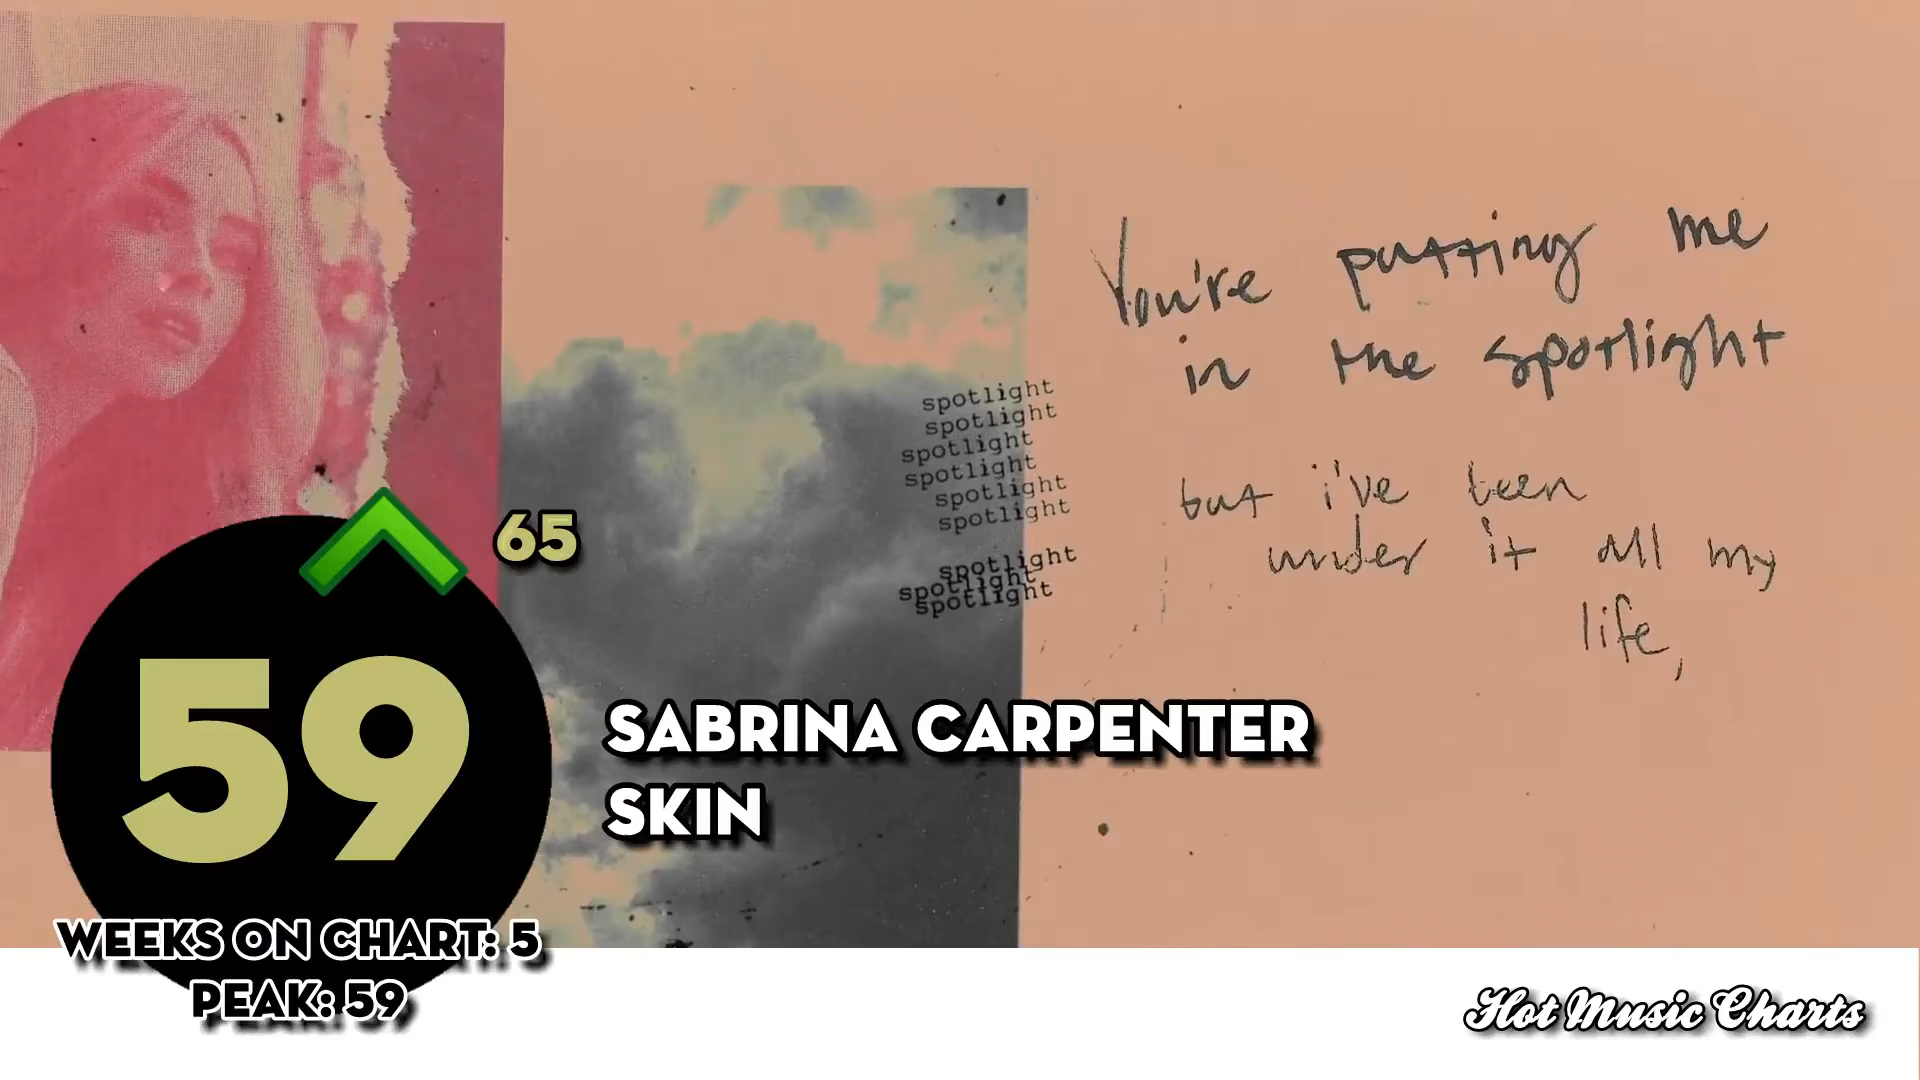 You're putting me
in the spotlight
but i've been
under it all my
life,
spotlight
spotlight
spotlight
spotlight
spotlight
spotlight
spotlight
spotlight
spotlight
65
59
SABRINA CARPENTER
SKIN
WEEKS ON CHART: 5
PEAK: 59
Hot Music Charts